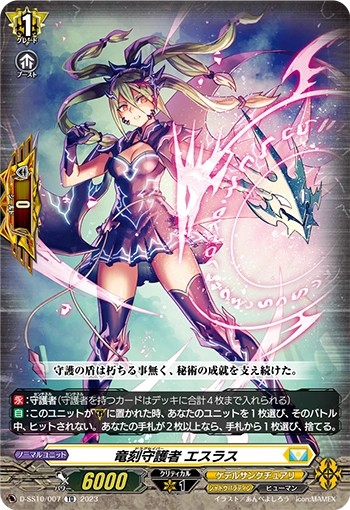 1
グレード
ブースト
0
守護の盾は朽ちる事無く、秘術の成就を支え続けた。
永:守護者(守護者を持つカードはデッキに合計4枚まで入れられる)
自:このユニットが(G)に置かれた時、あなたのユニットを1枚選び、そのバトル
中、ヒットされない。あなたの手札が2枚以上なら、手札から1枚選び、捨てる。
ノーマルユニット
竜刻守護者 エスラス
パワー 6000
クリティカル
1
ケテルサンクチュアリ
シャドウパラディン
ヒューマン
D-SS10/007 TD 2023
イラスト/あんべよしろう
icon:MAMEX